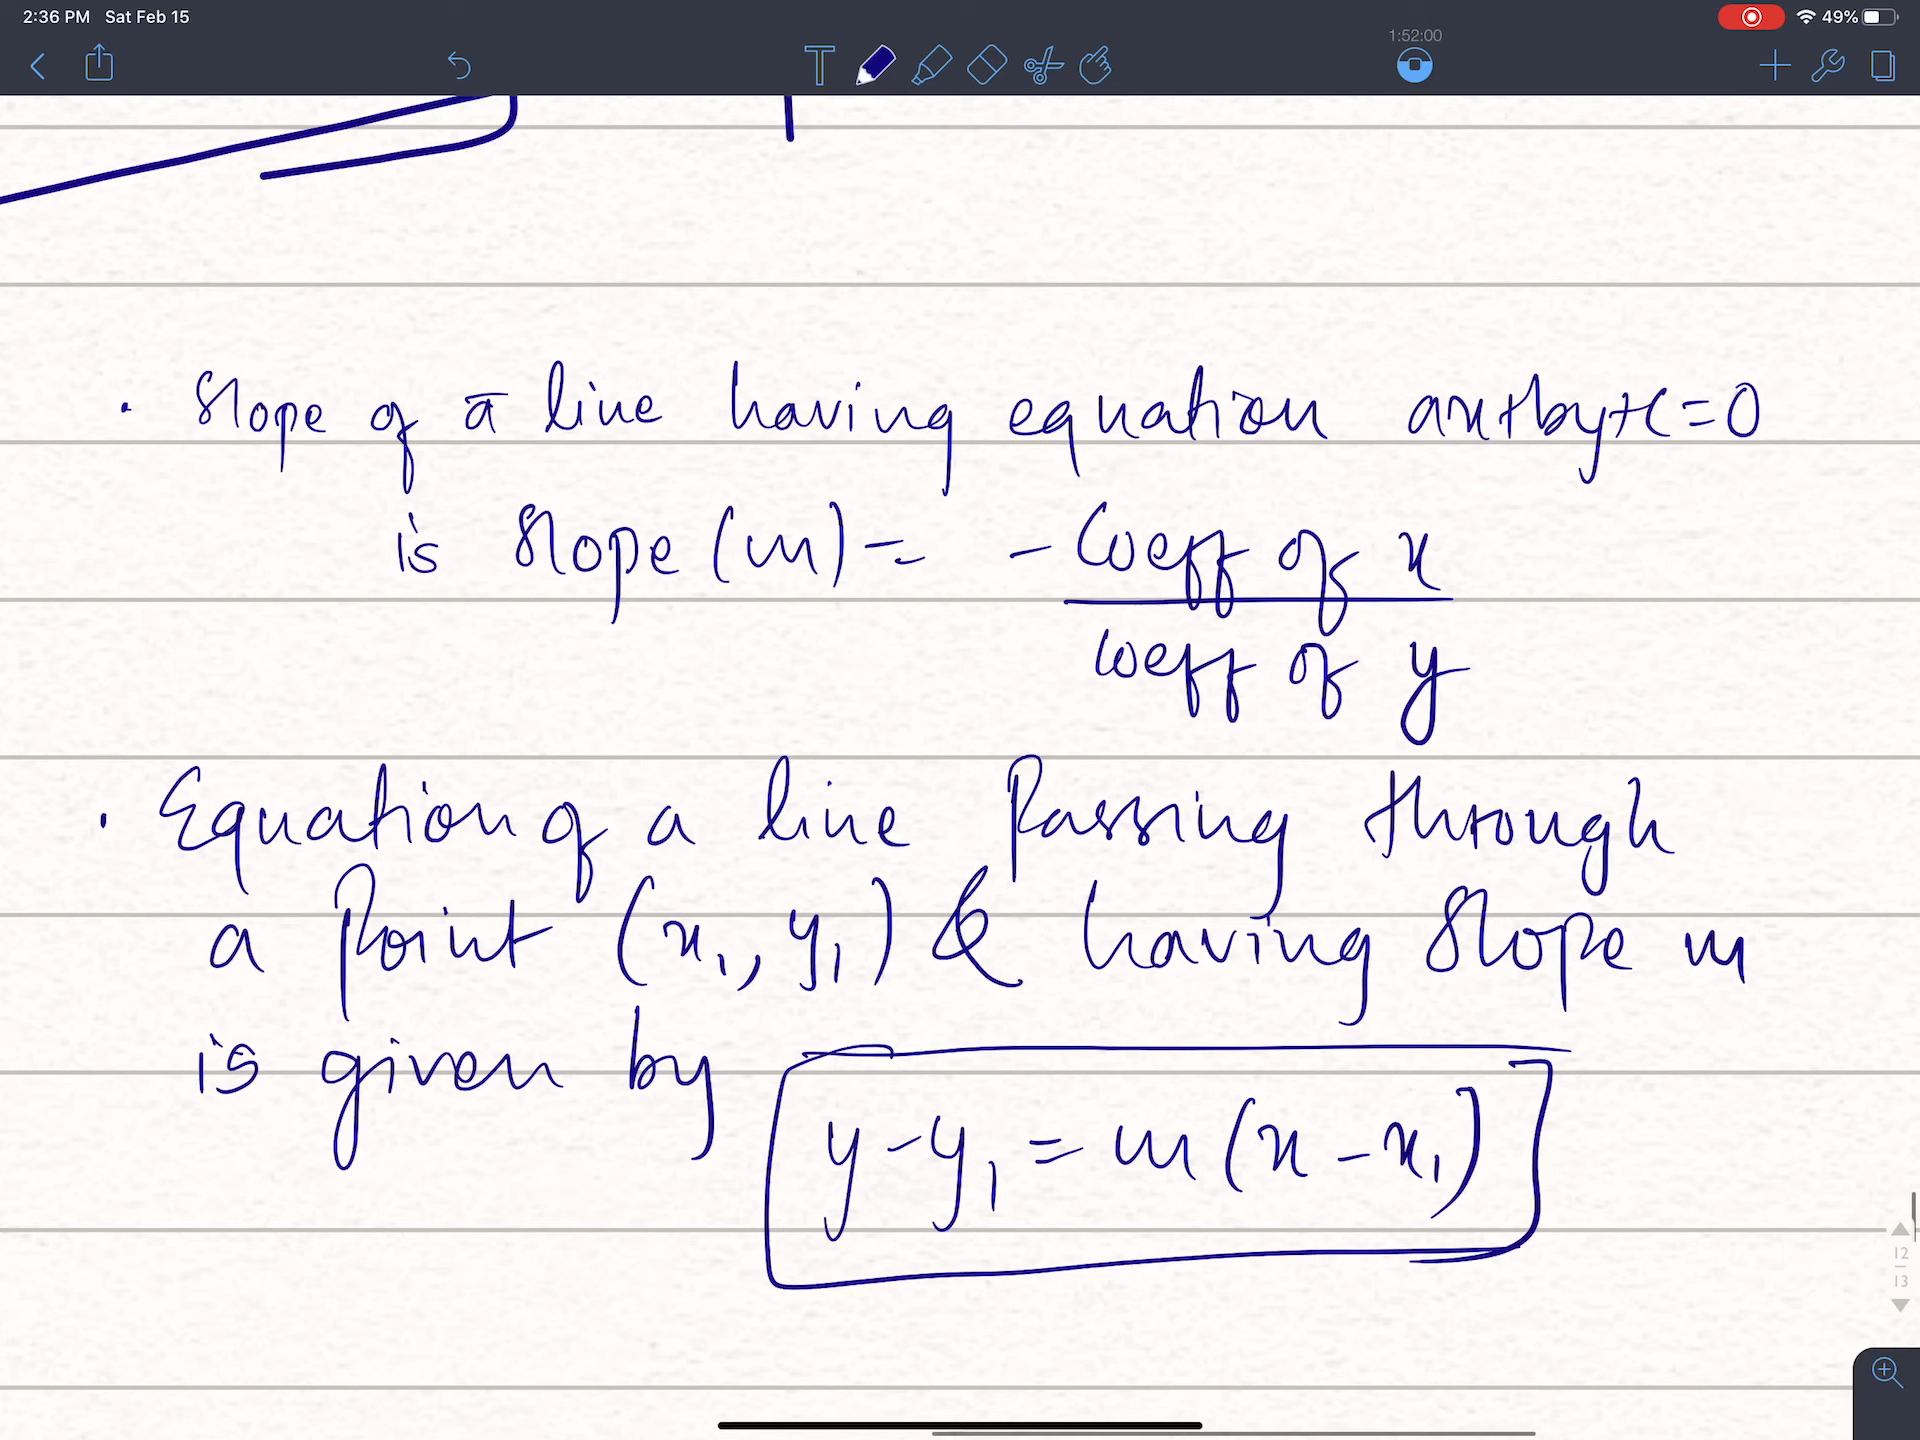 2:36 PM Sat Feb 15
49%
1:52:00
T
. Slope of a line having equation ax+by+c=0
is slope (m) = - Coeff of x
Coeff of y
. Equation of a line Passing through
a Point (x₁, y₁) & having slope m
is given by
y-y₁ = m(x-x₁)
12
13